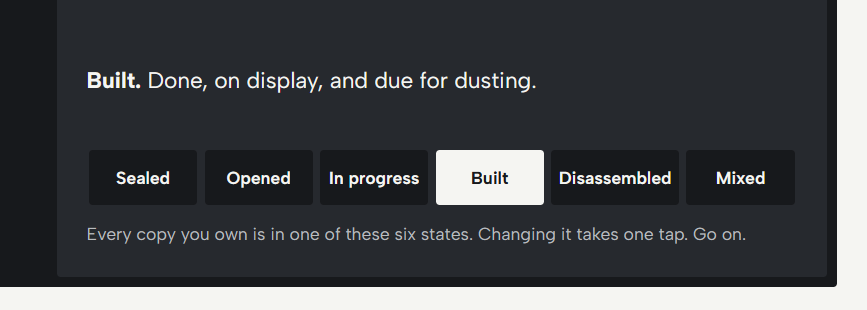 Built. Done, on display, and due for dusting.
Sealed Opened In progress Built Disassembled Mixed
Every copy you own is in one of these six states. Changing it takes one tap. Go on.